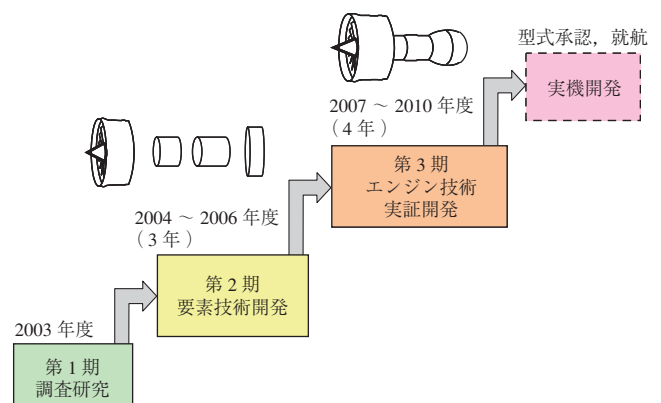 型式承認，就航
実機開発
2007 ～ 2010 年度
( 4 年 )
第 3 期
エンジン技術
実証開発
2004 ～ 2006 年度
( 3 年 )
第 2 期
要素技術開発
2003 年度
第 1 期
調査研究